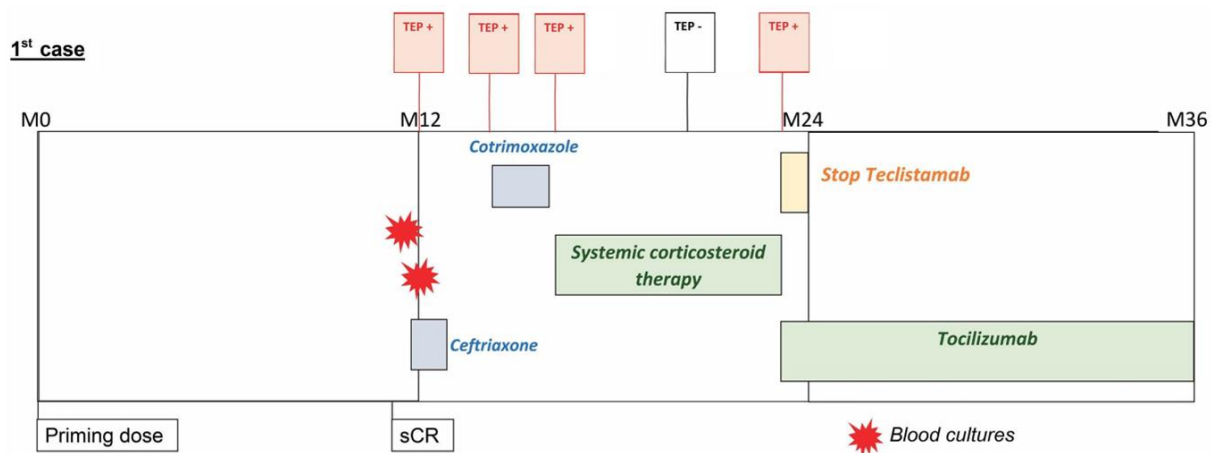 TEP +
TEP +
TEP +
TEP -
TEP +
1st case
M0
M12
M24
M36
Cotrimoxazole
Stop Teclistamab
Systemic corticosteroid
therapy
Ceftriaxone
Tocilizumab
Priming dose
sCR
Blood cultures